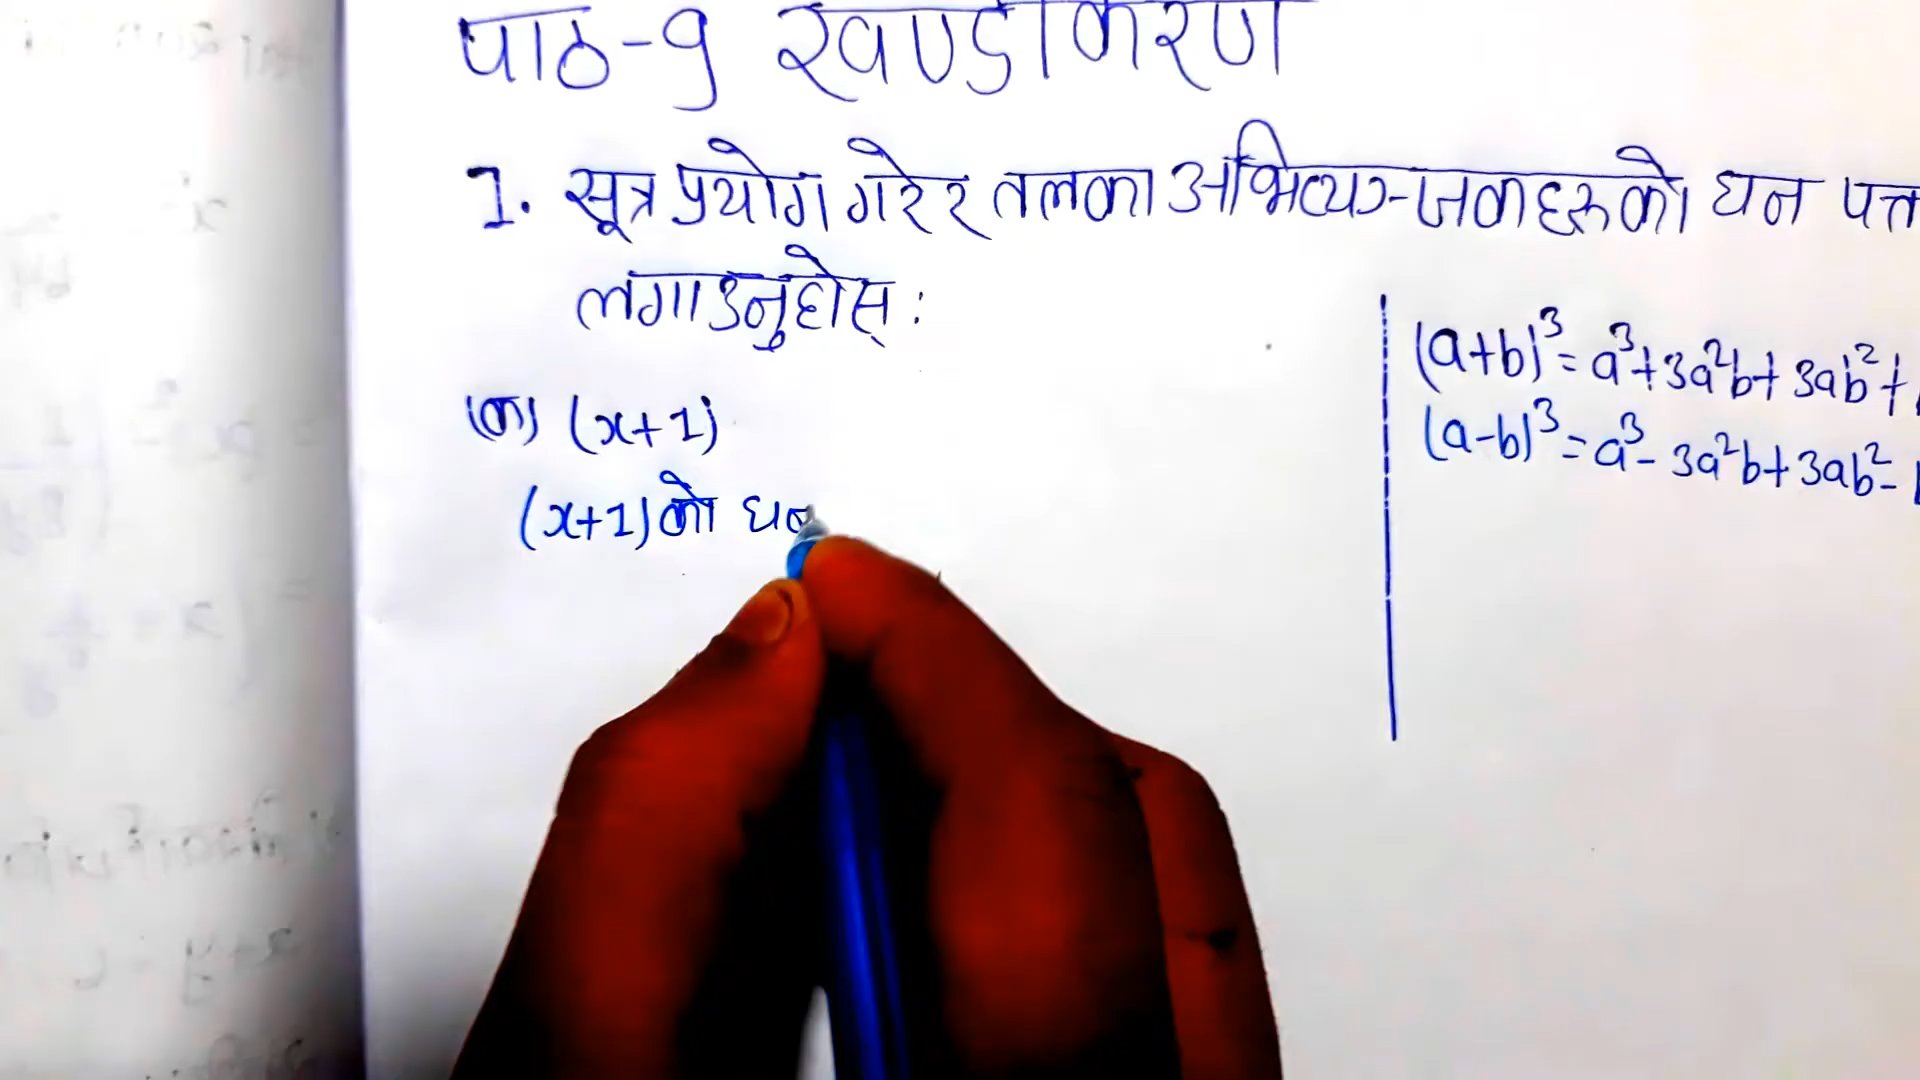 पाठ-9 खण्डीकरण
1. सूत्र प्रयोग गरेर तलका अभिव्यञ्जकहरुको घन पत्ता
लगाउनुहोस् :
(क) (x+1)
(x+1) को घन
(a+b)³ = a³+3a²b+3ab²+
(a-b)³ = a³-3a²b+3ab²-